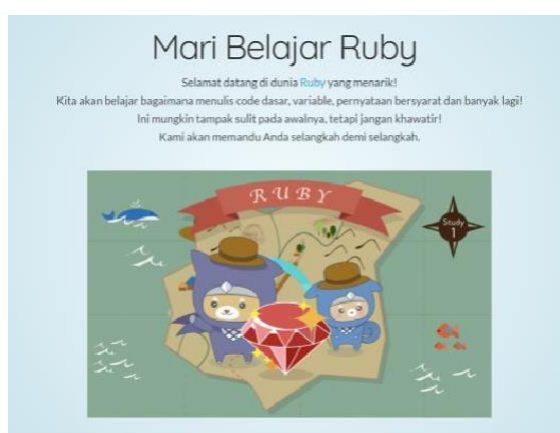 Mari Belajar Ruby
Selamat datang di dunia Ruby yang menarik!
Kita akan belajar bagaimana menulis code dasar, variable, pernyataan bersyarat dan banyak lagi!
Ini mungkin tampak sulit pada awalnya, tetapi jangan khawatir!
Kami akan memandu Anda selangkah demi selangkah.
RUBY
Study
1